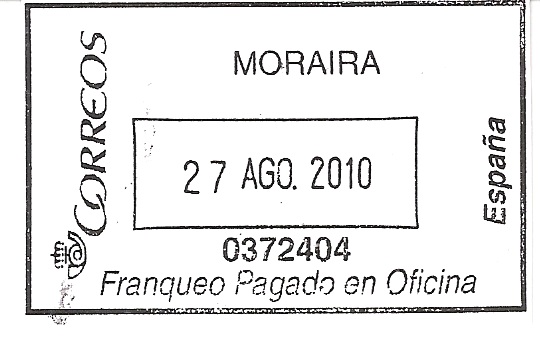 CORREOS
MORAIRA
27 AGO. 2010
0372404
Franqueo Pagado en Oficina
España